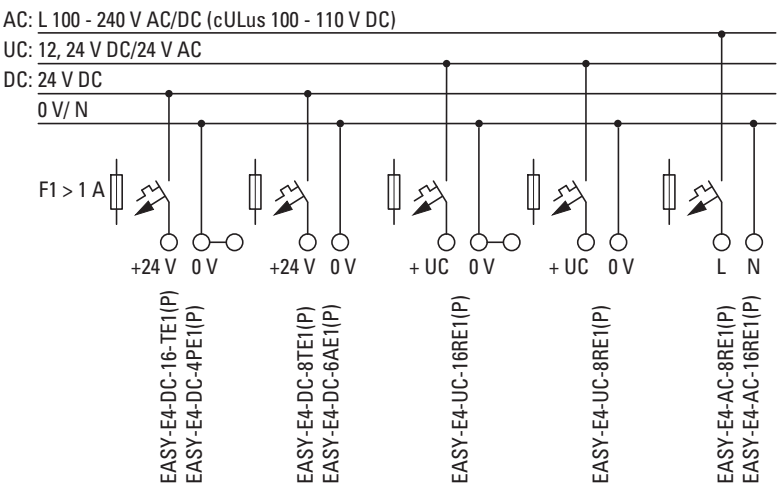 AC: L 100 - 240 V AC/DC (cULus 100 - 110 V DC)
UC: 12, 24 V DC/24 V AC
DC: 24 V DC
0 V/ N
F1 > 1 A
+24 V 0 V
+24 V 0 V
+ UC 0 V
+ UC 0 V
L N
EASY-E4-DC-16-TE1(P)
EASY-E4-DC-4PE1(P)
EASY-E4-DC-8TE1(P)
EASY-E4-DC-6AE1(P)
EASY-E4-UC-16RE1(P)
EASY-E4-UC-8RE1(P)
EASY-E4-AC-8RE1(P)
EASY-E4-AC-16RE1(P)